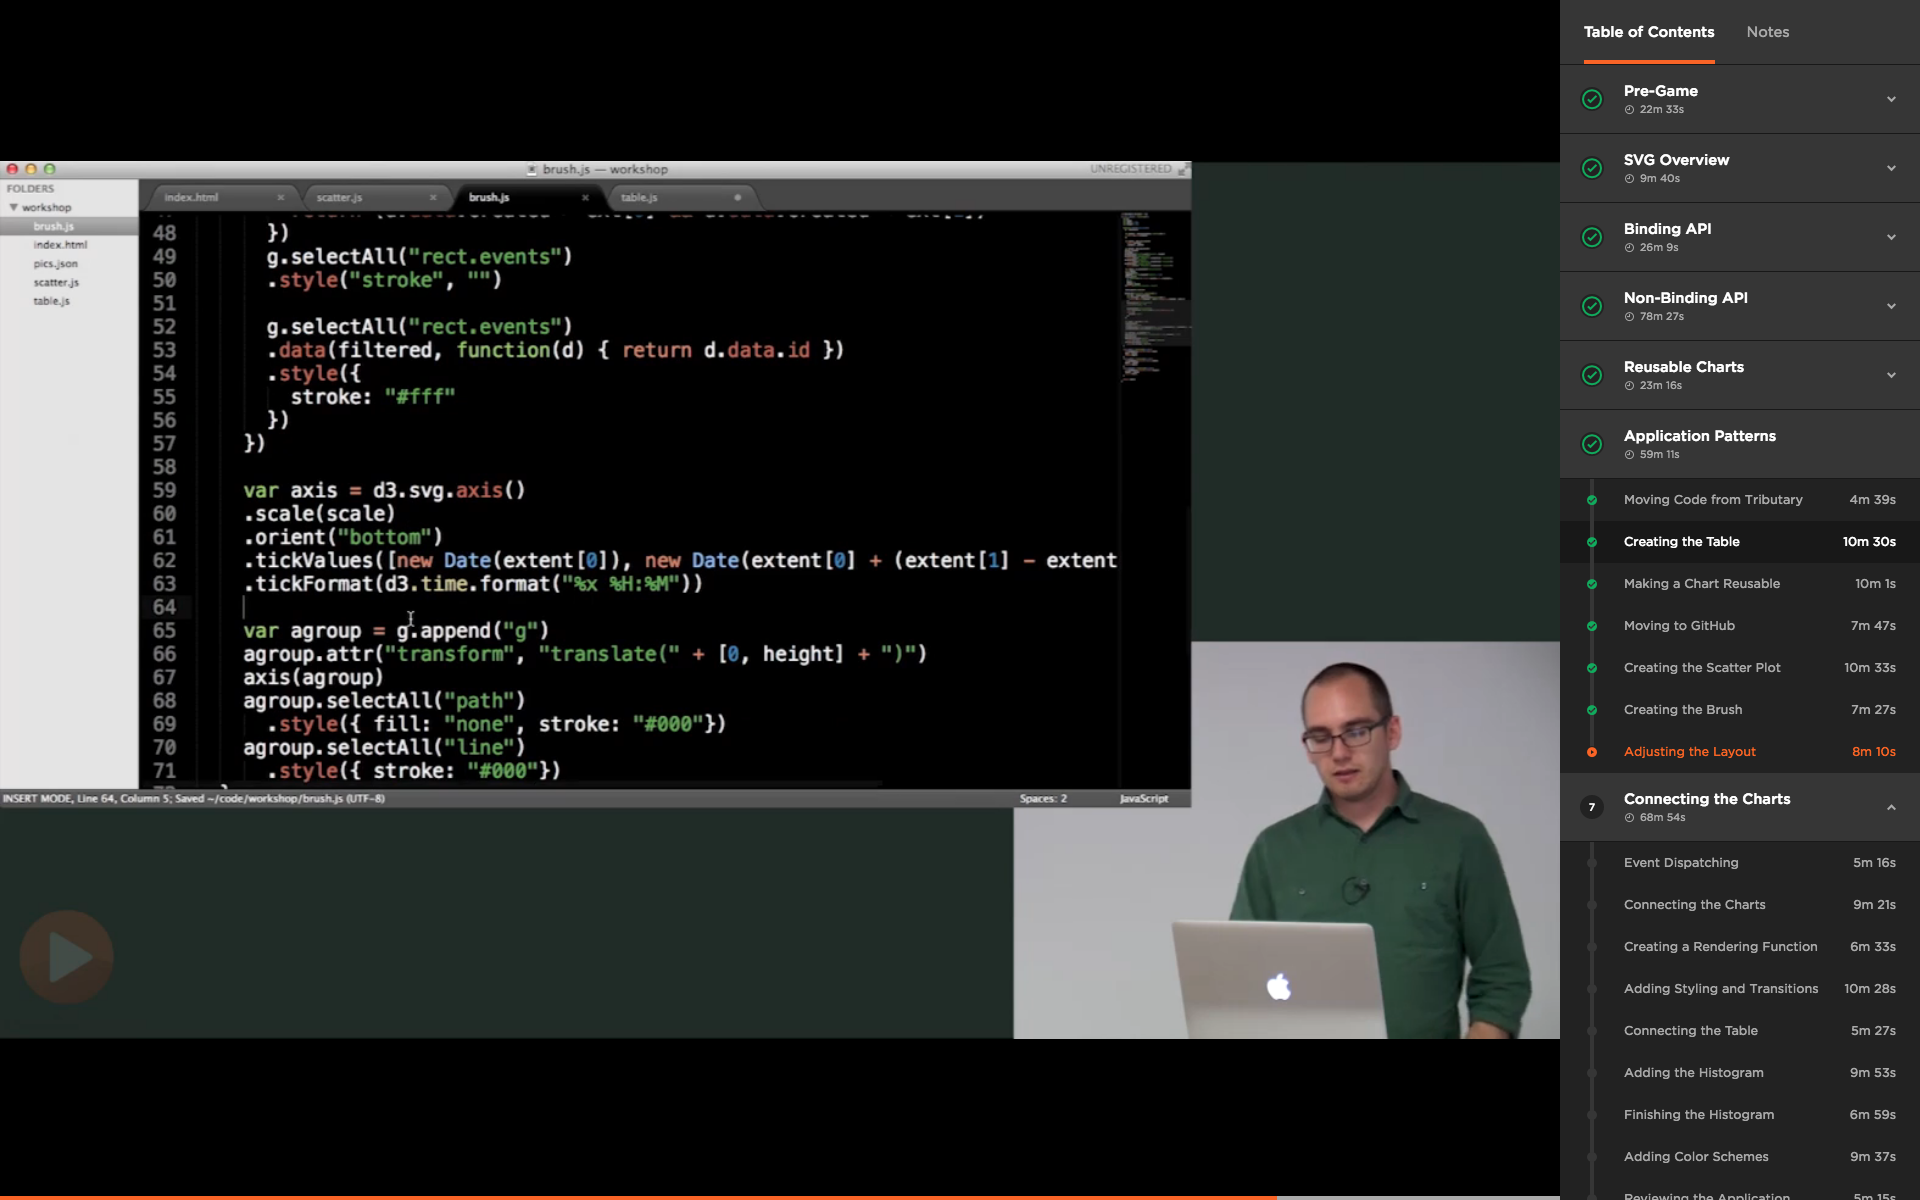 brush.js — workshop
UNREGISTERED
FOLDERS
workshop
brush.js
index.html
pics.json
scatter.js
table.js
index.html
scatter.js
brush.js
table.js
48 })
49 g.selectAll("rect.events")
50 .style("stroke", "")
51
52 g.selectAll("rect.events")
53 .data(filtered, function(d) { return d.data.id })
54 .style({
55 stroke: "#fff"
56 })
57 })
58
59 var axis = d3.svg.axis()
60 .scale(scale)
61 .orient("bottom")
62 .tickValues([new Date(extent[0]), new Date(extent[0] + (extent[1] - extent
63 .tickFormat(d3.time.format("%x %H:%M"))
64
65 var agroup = g.append("g")
66 agroup.attr("transform", "translate(" + [0, height] + ")")
67 axis(agroup)
68 agroup.selectAll("path")
69 .style({ fill: "none", stroke: "#000"})
70 agroup.selectAll("line")
71 .style({ stroke: "#000"})
INSERT MODE, Line 64, Column 5; Saved ~/code/workshop/brush.js (UTF-8)
Spaces: 2
JavaScript
Table of Contents
Notes
Pre-Game
22m 33s
SVG Overview
9m 40s
Binding API
26m 9s
Non-Binding API
78m 27s
Reusable Charts
23m 16s
Application Patterns
59m 11s
Moving Code from Tributary 4m 39s
Creating the Table 10m 30s
Making a Chart Reusable 10m 1s
Moving to GitHub 7m 47s
Creating the Scatter Plot 10m 33s
Creating the Brush 7m 27s
Adjusting the Layout 8m 10s
7
Connecting the Charts
68m 54s
Event Dispatching 5m 16s
Connecting the Charts 9m 21s
Creating a Rendering Function 6m 33s
Adding Styling and Transitions 10m 28s
Connecting the Table 5m 27s
Adding the Histogram 9m 53s
Finishing the Histogram 6m 59s
Adding Color Schemes 9m 37s
Reviewing the Application 5m 15s